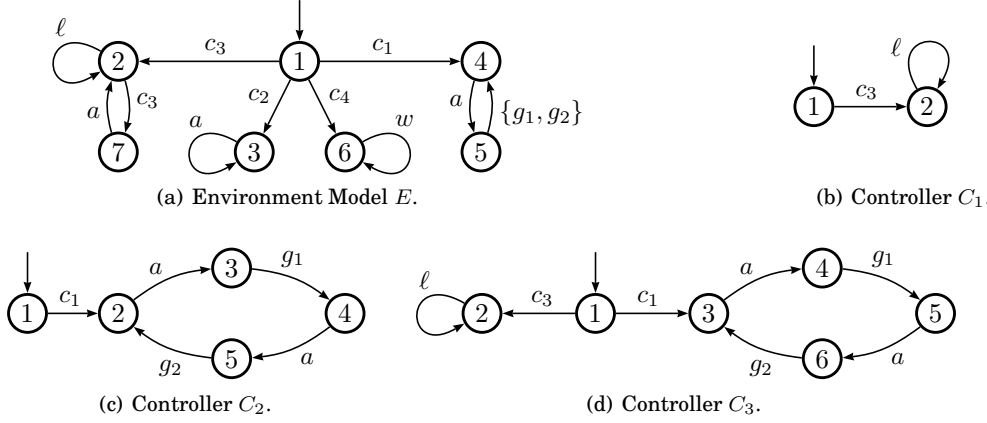 ℓ 2 c₃ 1 c₁ 4
a c₃ c₂ c₄ a {g₁, g₂}
7 a 3 6 w 5
(a) Environment Model E.
ℓ
1 c₃ 2
(b) Controller C₁.
1 c₁ 2 a 3 g₁ 4
g₂ 5 a
(c) Controller C₂.
ℓ 2 c₃ 1 c₁ 3 a 4 g₁ 5
g₂ 6 a
(d) Controller C₃.